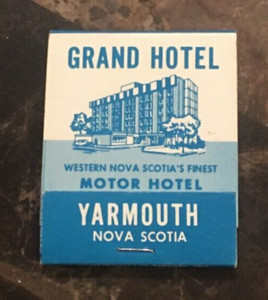 GRAND HOTEL
WESTERN NOVA SCOTIA'S FINEST
MOTOR HOTEL
YARMOUTH
NOVA SCOTIA